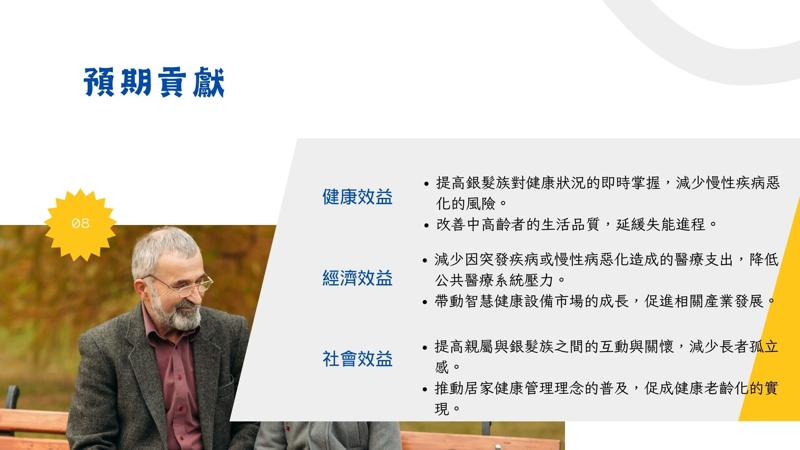 預期貢獻
08
健康效益
• 提高銀髮族對健康狀況的即時掌握，減少慢性疾病惡
化的風險。
• 改善中高齡者的生活品質，延緩失能進程。
經濟效益
• 減少因突發疾病或慢性病惡化造成的醫療支出，降低
公共醫療系統壓力。
• 帶動智慧健康設備市場的成長，促進相關產業發展。
社會效益
• 提高親屬與銀髮族之間的互動與關懷，減少長者孤立
感。
• 推動居家健康管理理念的普及，促成健康老齡化的實
現。